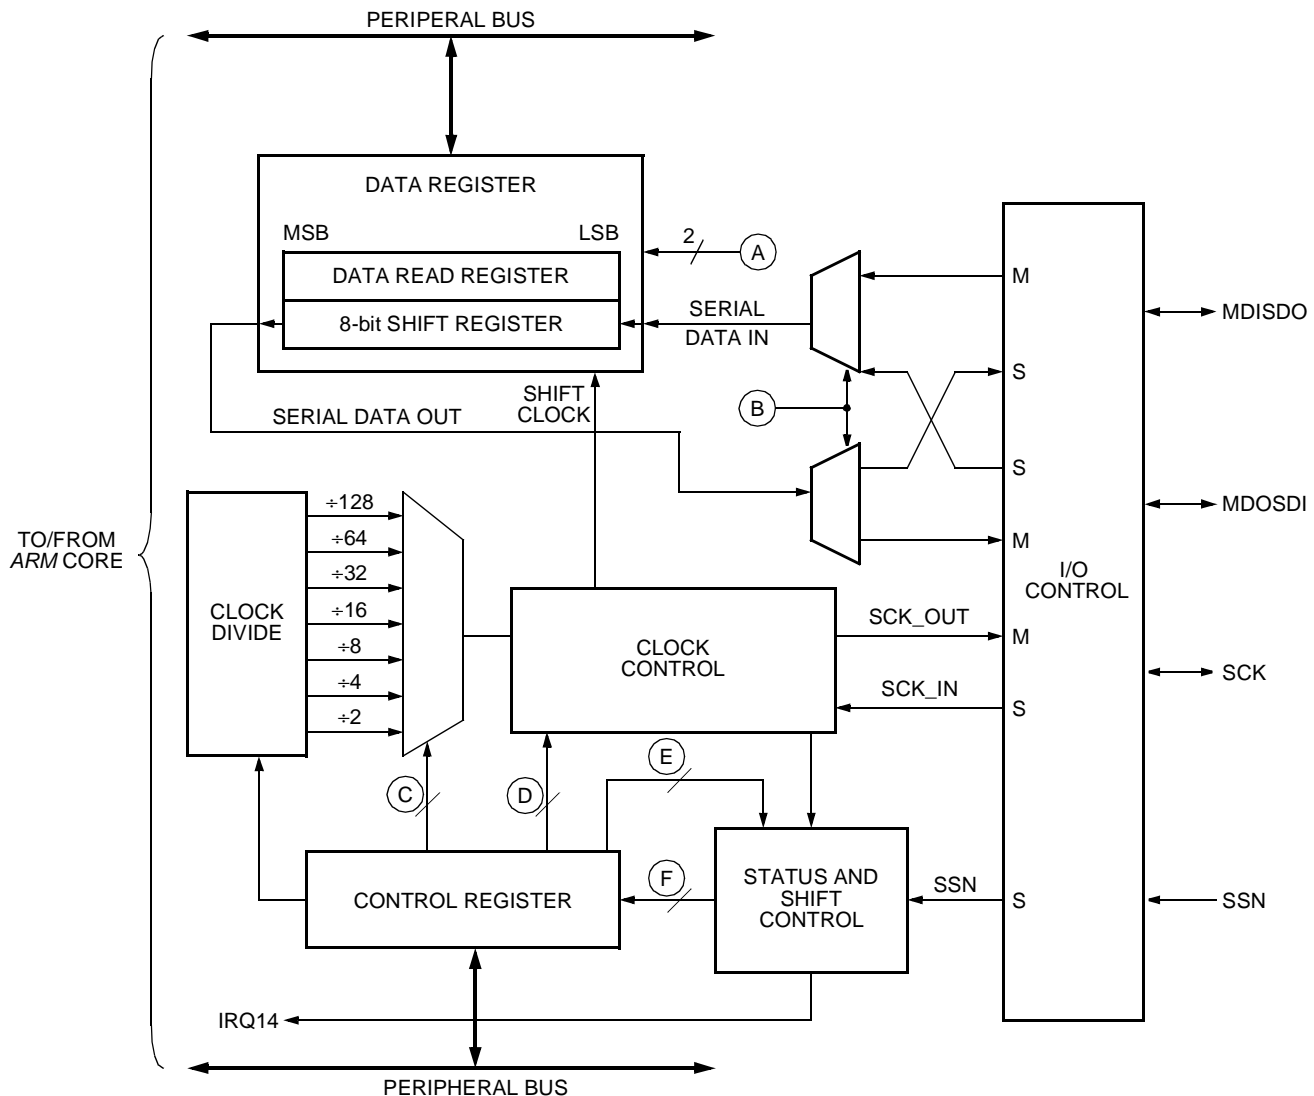 PERIPERAL BUS
DATA REGISTER
MSB
LSB
DATA READ REGISTER
8-bit SHIFT REGISTER
2
A
SERIAL
DATA IN
M
MDISDO
S
SHIFT
CLOCK
B
SERIAL DATA OUT
S
MDOSDI
M
TO/FROM
ARM CORE
CLOCK
DIVIDE
÷128
÷64
÷32
÷16
÷8
÷4
÷2
CLOCK
CONTROL
SCK_OUT
M
SCK_IN
S
I/O
CONTROL
SCK
C
D
E
CONTROL REGISTER
F
STATUS AND
SHIFT
CONTROL
SSN
S
SSN
IRQ14
PERIPHERAL BUS